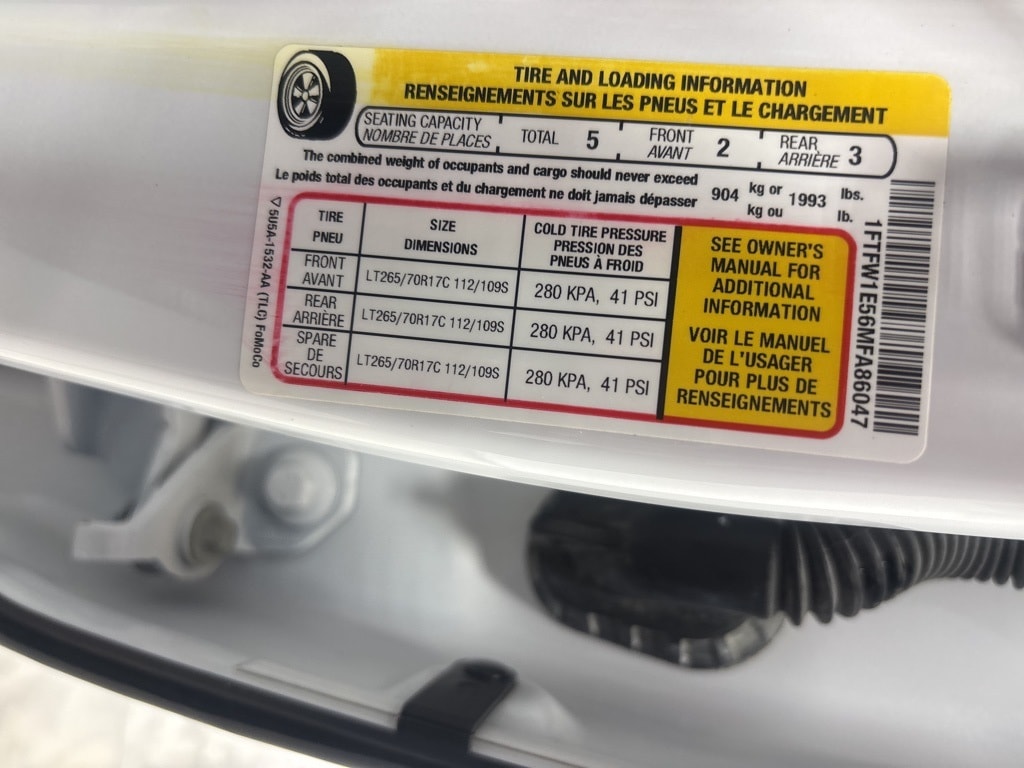 TIRE AND LOADING INFORMATION
RENSEIGNEMENTS SUR LES PNEUS ET LE CHARGEMENT
SEATING CAPACITY TOTAL 5 FRONT 2 REAR 3
NOMBRE DE PLACES AVANT ARRIÈRE
The combined weight of occupants and cargo should never exceed 904 kg or 1993 lbs.
Le poids total des occupants et du chargement ne doit jamais dépasser kg ou lb.
TIRE SIZE COLD TIRE PRESSURE
PNEU DIMENSIONS PRESSION DES
PNEUS À FROID
FRONT
AVANT LT265/70R17C 112/109S 280 KPA, 41 PSI
REAR
ARRIÈRE LT265/70R17C 112/109S 280 KPA, 41 PSI
SPARE
DE
SECOURS LT265/70R17C 112/109S 280 KPA, 41 PSI
SEE OWNER'S
MANUAL FOR
ADDITIONAL
INFORMATION
VOIR LE MANUEL
DE L'USAGER
POUR PLUS DE
RENSEIGNEMENTS
1FTFW1E56MFA86047
5U5A-1532-AA (TLC) FoMoCo